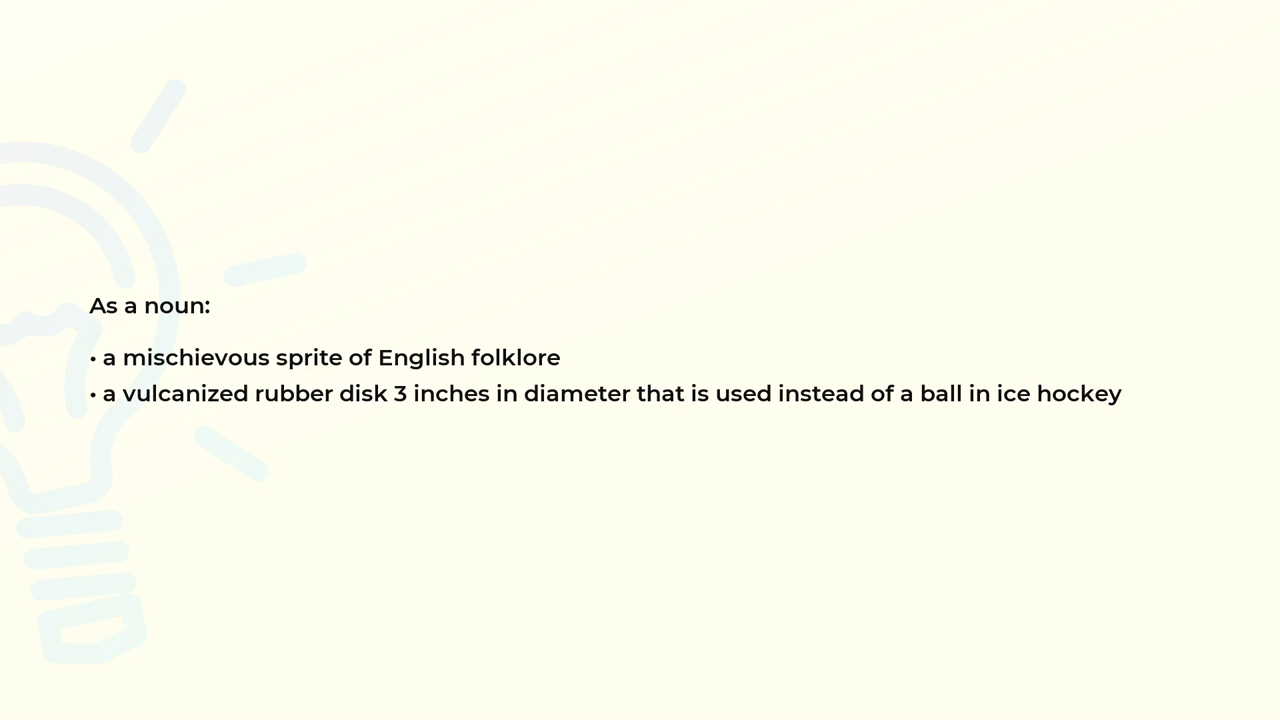 As a noun:
• a mischievous sprite of English folklore
• a vulcanized rubber disk 3 inches in diameter that is used instead of a ball in ice hockey